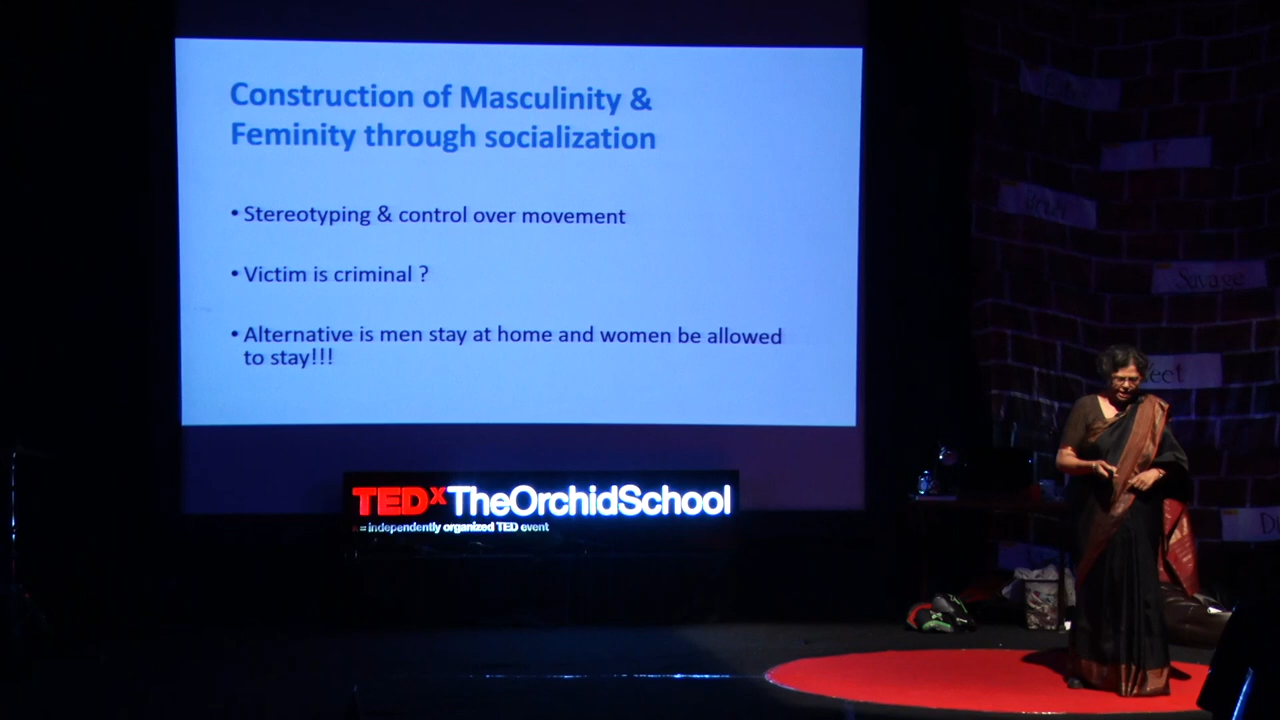 Construction of Masculinity &
Feminity through socialization
• Stereotyping & control over movement
• Victim is criminal ?
• Alternative is men stay at home and women be allowed
to stay!!!
TEDxTheOrchidSchool
x = independently organized TED event
Savage